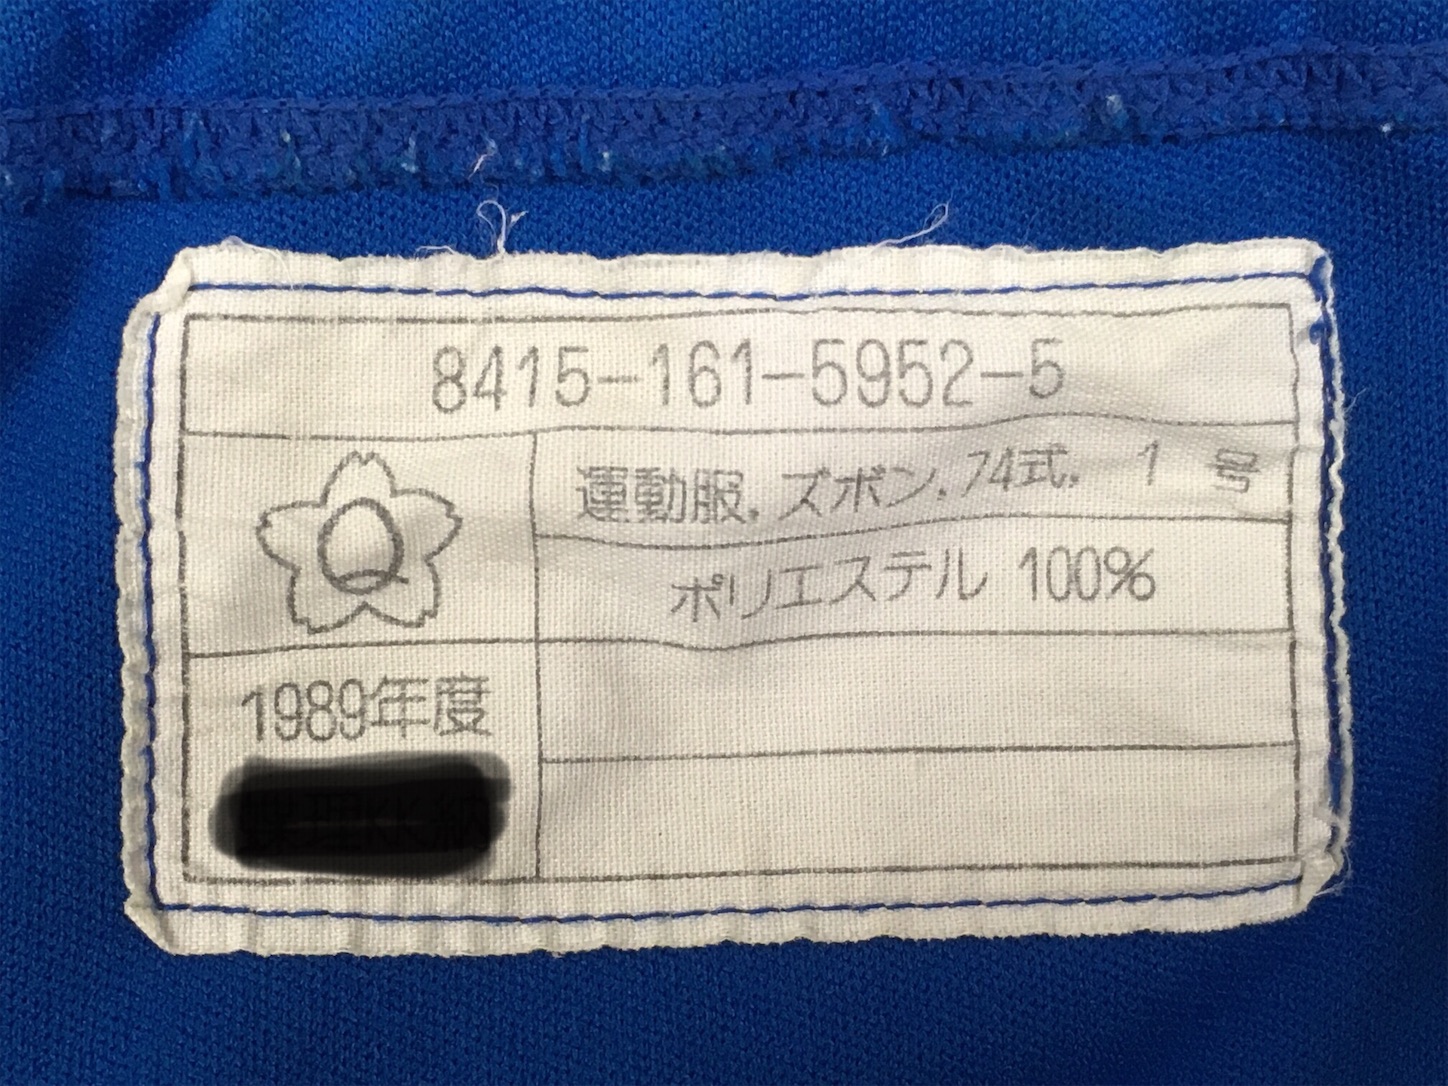 8415-161-5952-5
運動服, ズボン, 74式, 1 号
ポリエステル 100%
1989年度